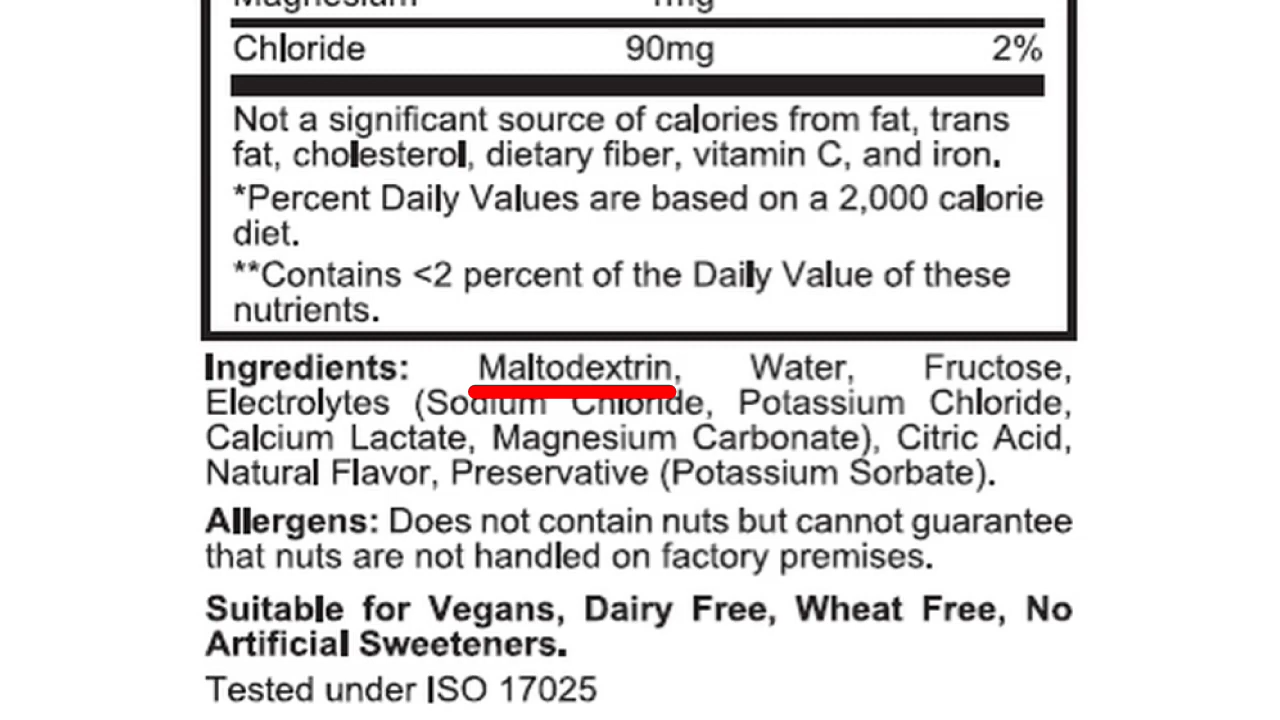 Magnesium 1mg
Chloride 90mg 2%
Not a significant source of calories from fat, trans
fat, cholesterol, dietary fiber, vitamin C, and iron.
*Percent Daily Values are based on a 2,000 calorie
diet.
**Contains <2 percent of the Daily Value of these
nutrients.
Ingredients: Maltodextrin, Water, Fructose,
Electrolytes (Sodium Chloride, Potassium Chloride,
Calcium Lactate, Magnesium Carbonate), Citric Acid,
Natural Flavor, Preservative (Potassium Sorbate).
Allergens: Does not contain nuts but cannot guarantee
that nuts are not handled on factory premises.
Suitable for Vegans, Dairy Free, Wheat Free, No
Artificial Sweeteners.
Tested under ISO 17025